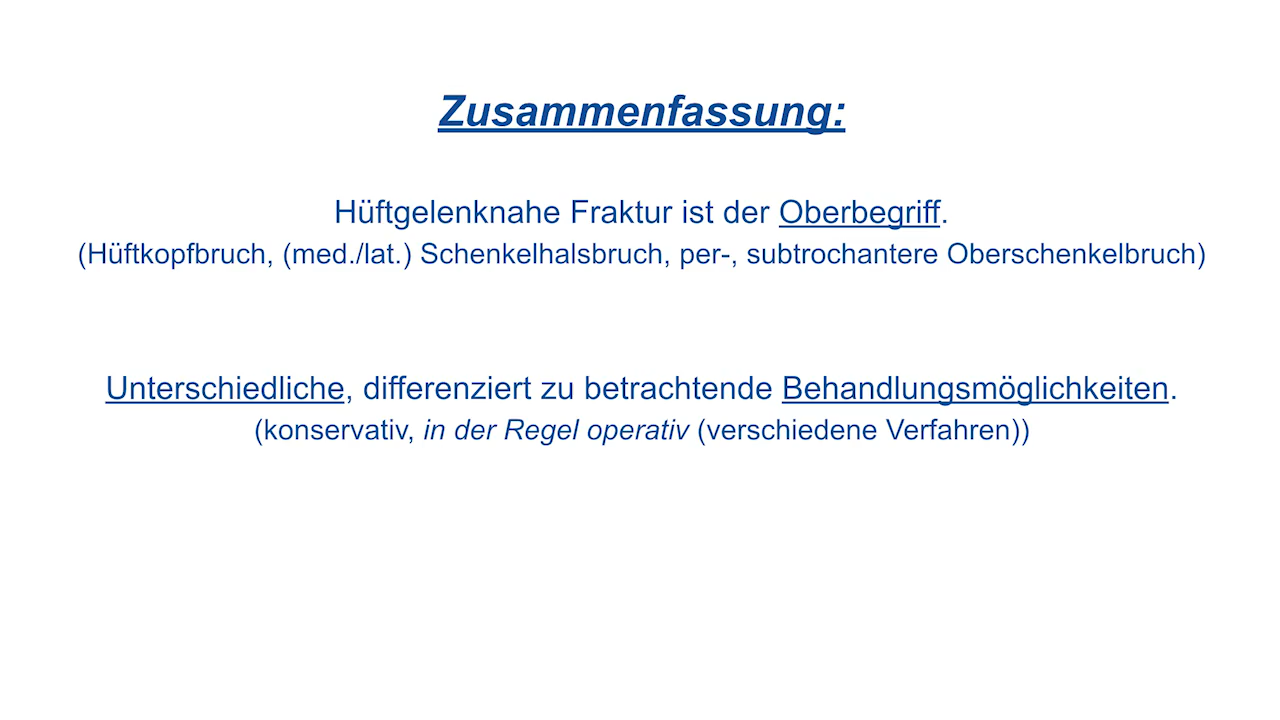 Zusammenfassung:
Hüftgelenknahe Fraktur ist der Oberbegriff.
(Hüftkopfbruch, (med./lat.) Schenkelhalsbruch, per-, subtrochantere Oberschenkelbruch)
Unterschiedliche, differenziert zu betrachtende Behandlungsmöglichkeiten.
(konservativ, in der Regel operativ (verschiedene Verfahren))